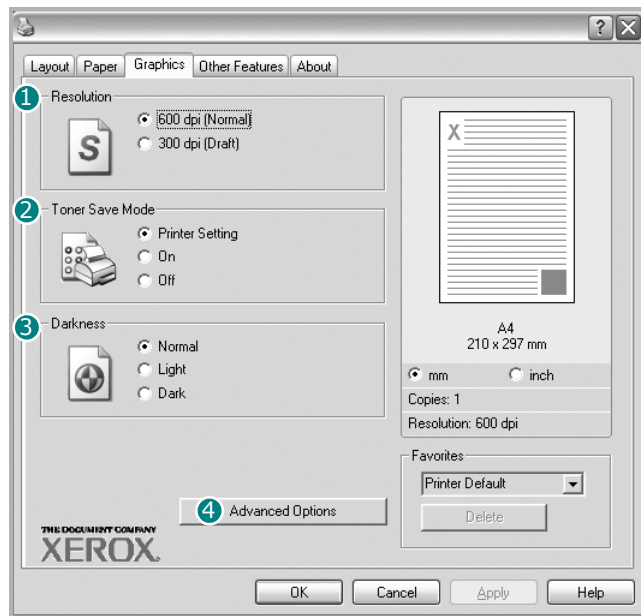 Layout Paper Graphics Other Features About
1 Resolution
S
600 dpi (Normal)
300 dpi (Draft)
2 Toner Save Mode
Printer Setting
On
Off
3 Darkness
Normal
Light
Dark
4 Advanced Options
THE DOCUMENT COMPANY
XEROX.
X
A4
210 x 297 mm
mm inch
Copies: 1
Resolution: 600 dpi
Favorites
Printer Default
Delete
OK Cancel Apply Help